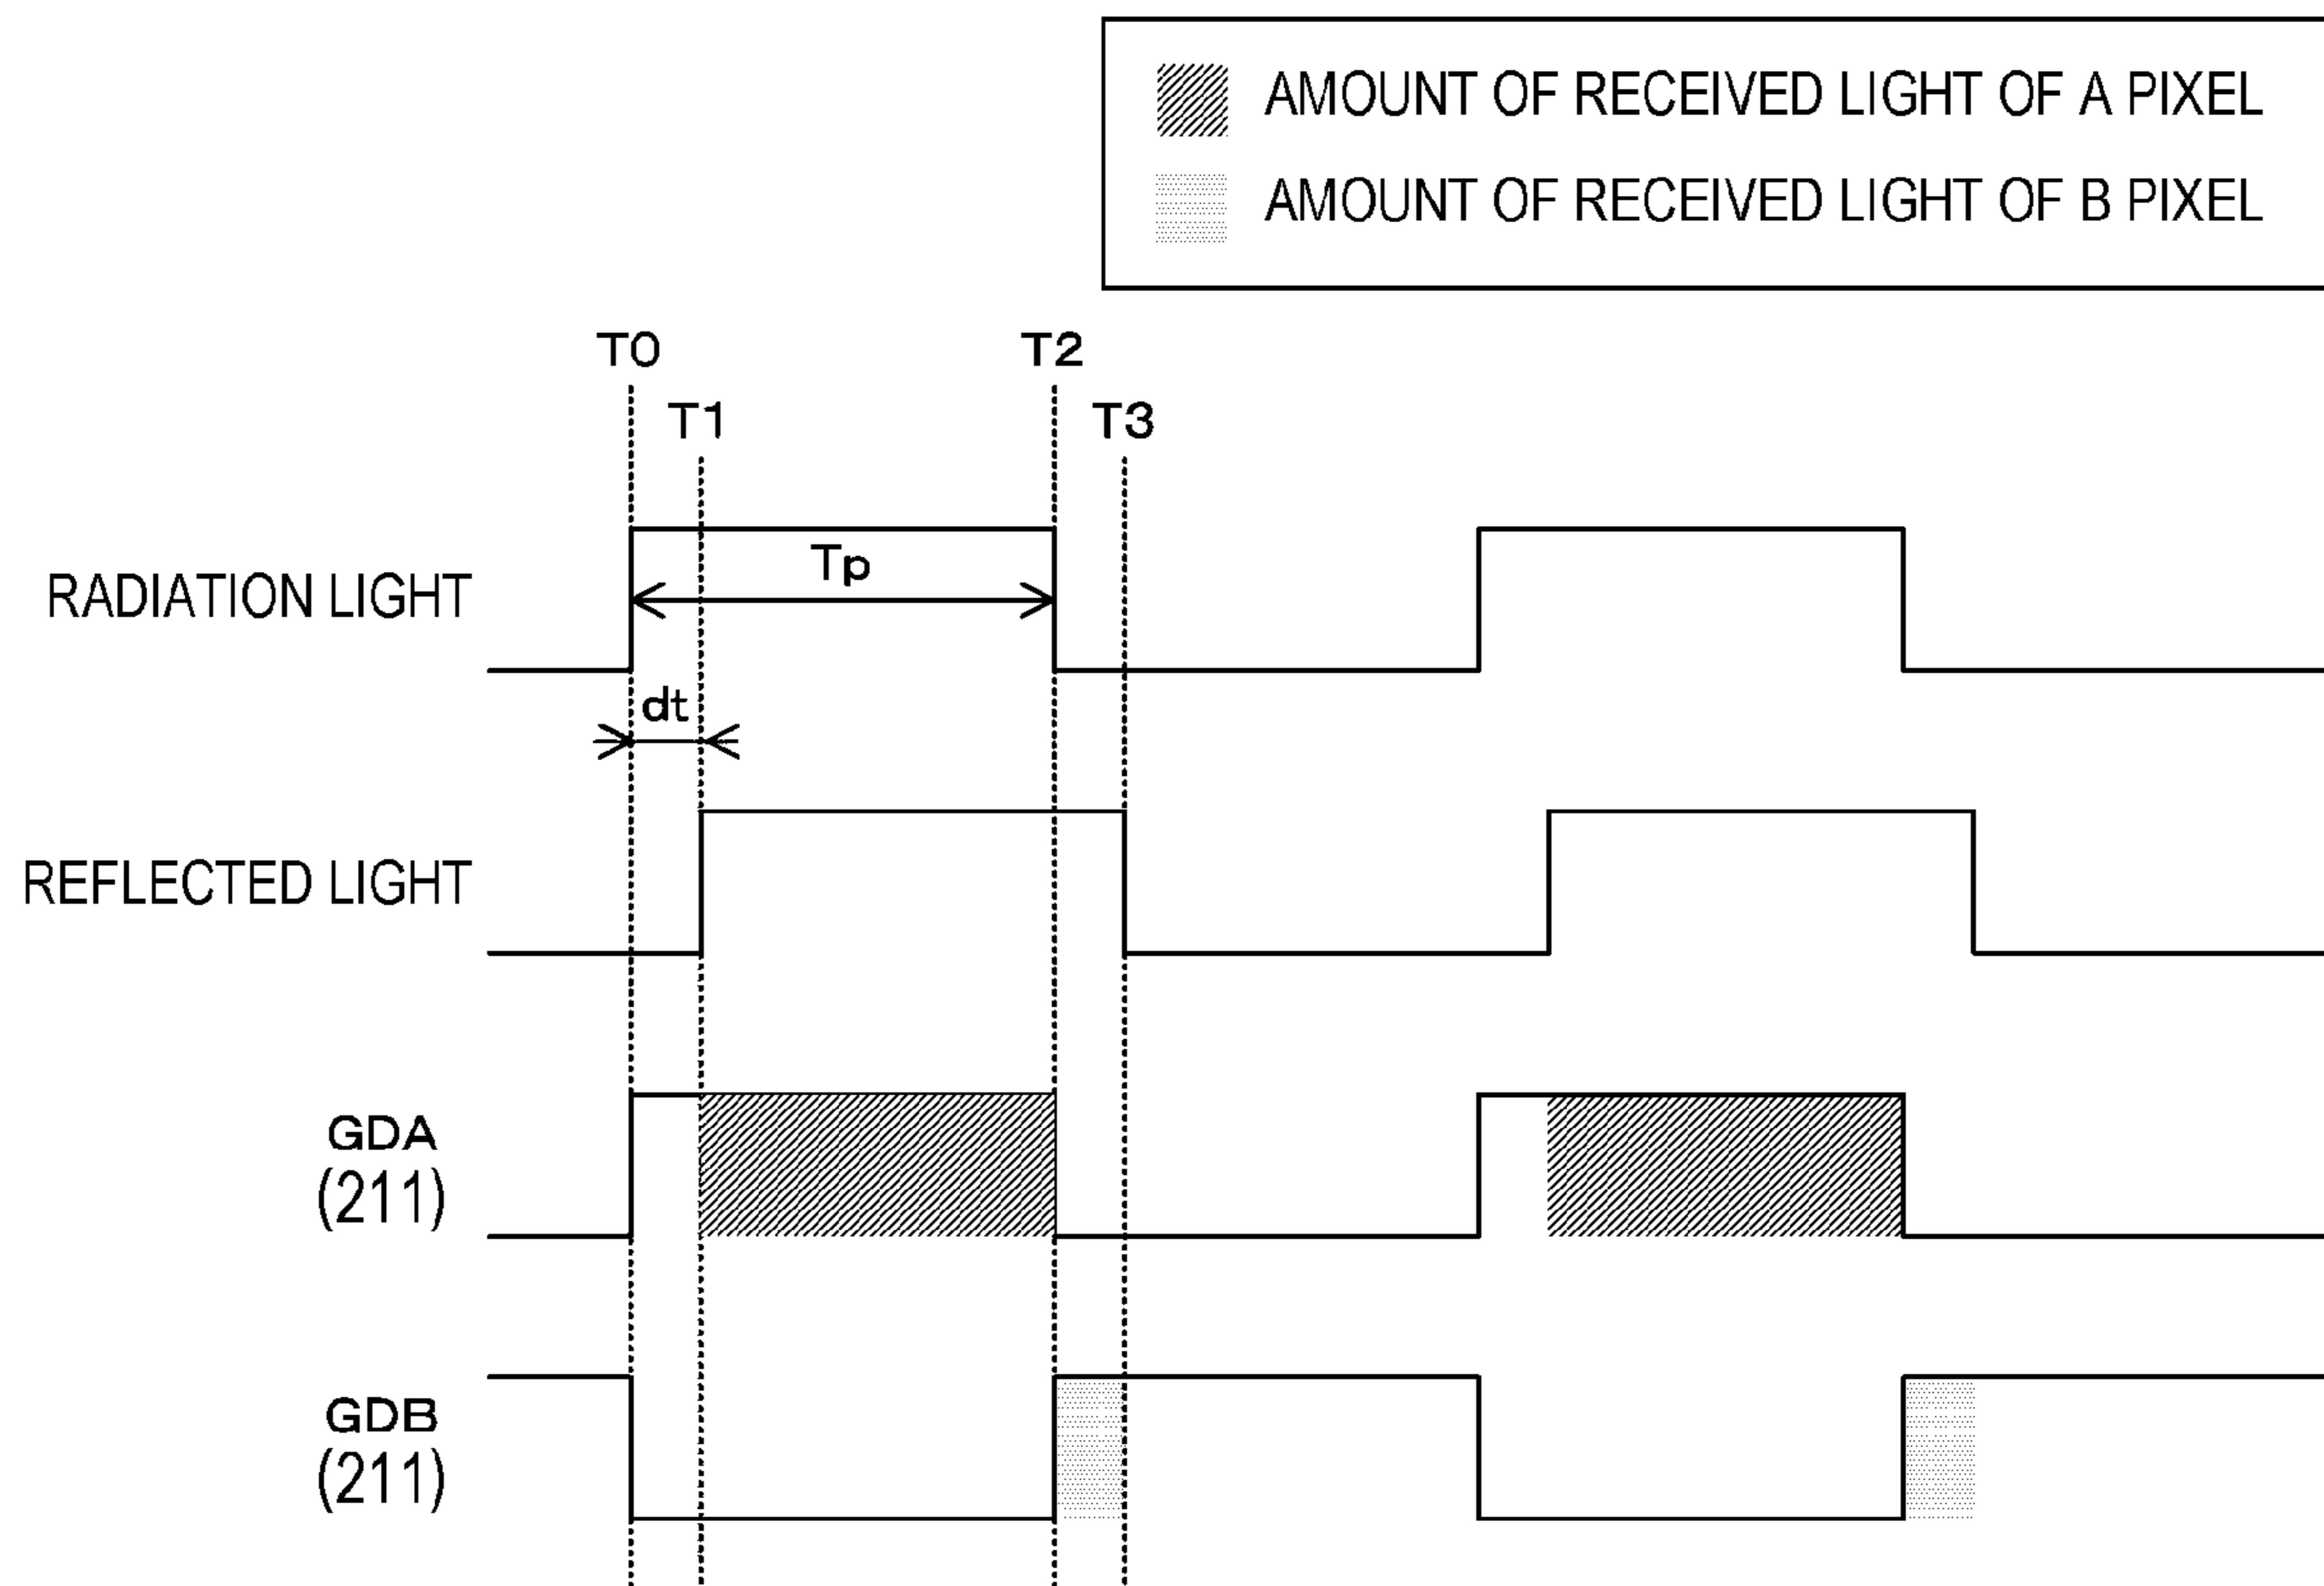 AMOUNT OF RECEIVED LIGHT OF A PIXEL
AMOUNT OF RECEIVED LIGHT OF B PIXEL
T0
T2
T1
T3
Tp
RADIATION LIGHT
dt
REFLECTED LIGHT
GDA
(211)
GDB
(211)